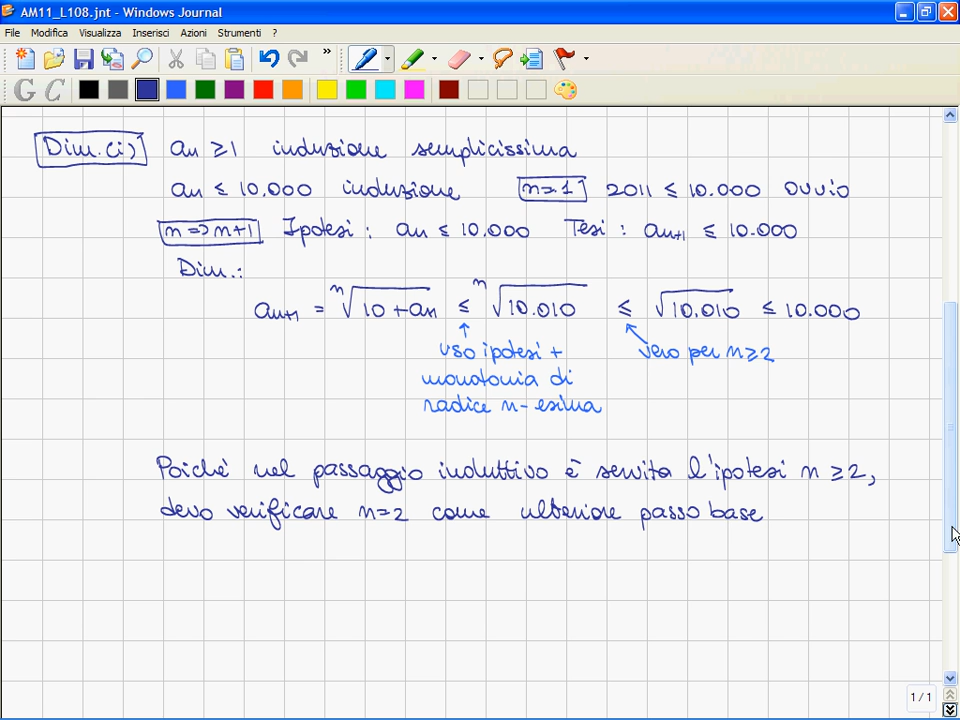 AM11_L108.jnt - Windows Journal
File Modifica Visualizza Inserisci Azioni Strumenti ?
G C
Dim. (i) an ≥ 1 induzione semplicissima
an ≤ 10.000 induzione n=1 2011 ≤ 10.000 ovvio
n => n+1 Ipotesi : an ≤ 10.000 Tesi : an+1 ≤ 10.000
Dim.:
an+1 = ⁿ√10 + an ≤ ⁿ√10.010 ≤ √10.010 ≤ 10.000
uso ipotesi + vero per n ≥ 2
monotonia di
radice n-esima
Poichè nel passaggio induttivo è servita l'ipotesi n ≥ 2,
devo verificare n=2 come ulteriore passo base
1 / 1